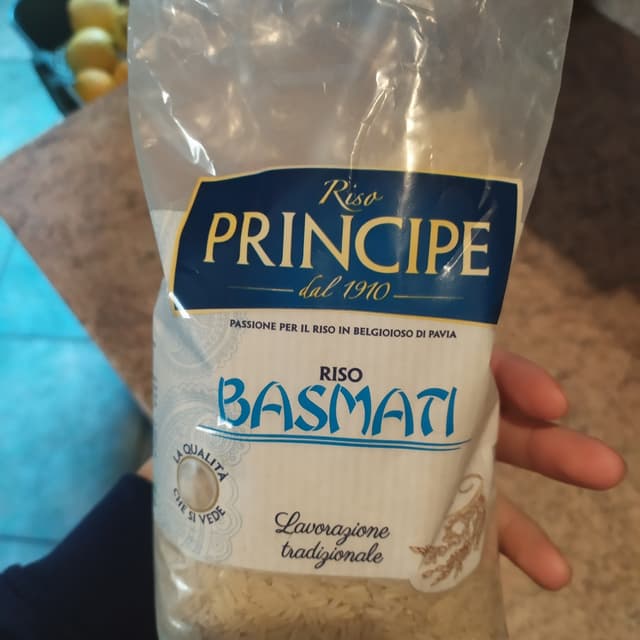 Riso
PRINCIPE
dal 1910
PASSIONE PER IL RISO IN BELGIOIOSO DI PAVIA
RISO
BASMATI
LA QUALITÀ
CHE SI VEDE
Lavorazione
tradizionale